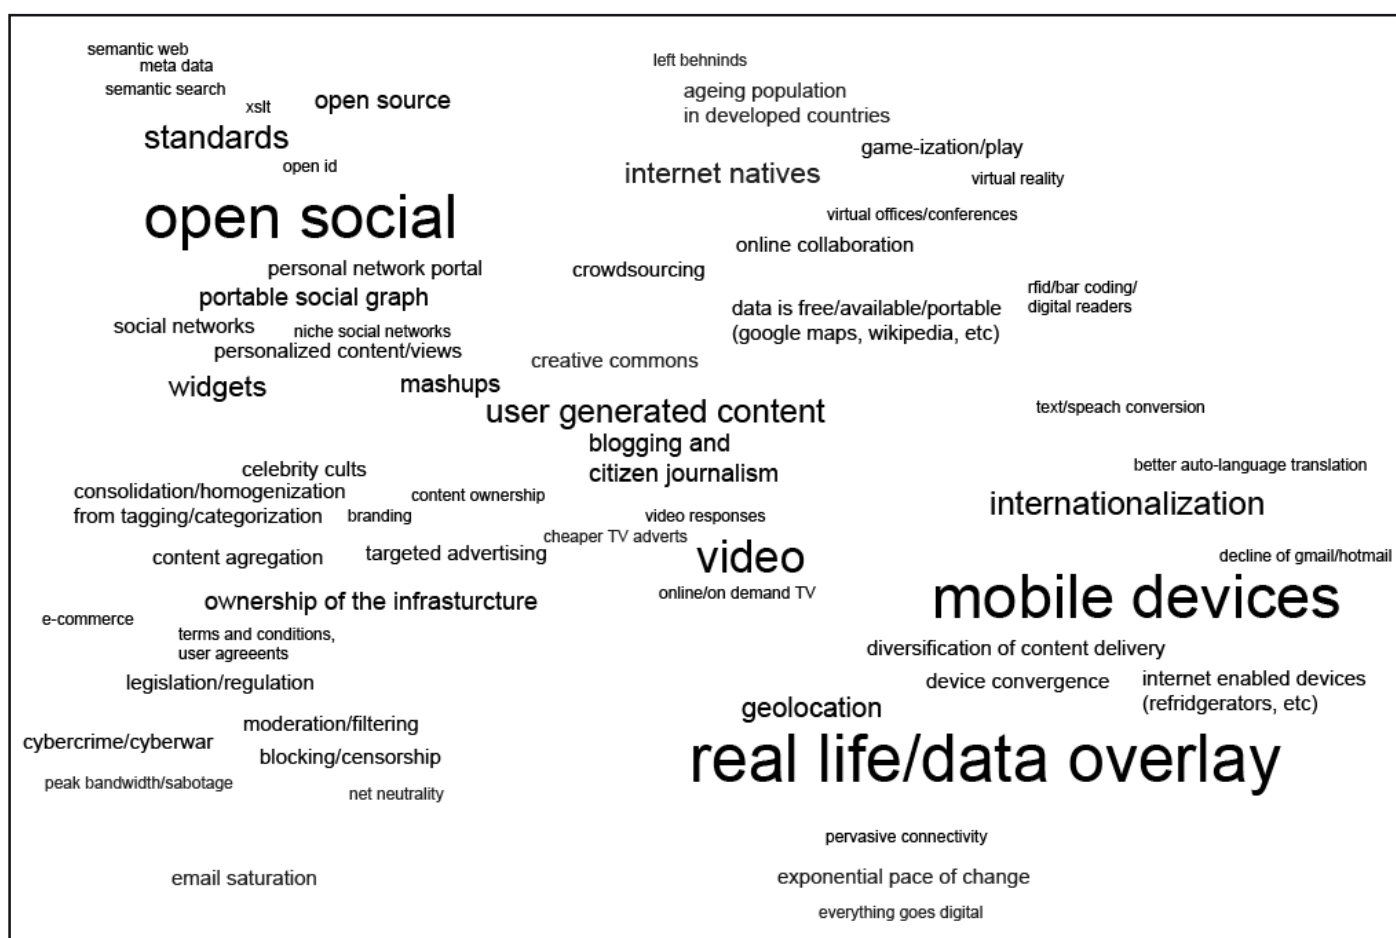 semantic web
meta data
semantic search
xslt
open source
standards
open id
open social
personal network portal
portable social graph
social networks
niche social networks
personalized content/views
widgets
mashups
left behninds
ageing population
in developed countries
game-ization/play
internet natives
virtual reality
virtual offices/conferences
online collaboration
crowdsourcing
rfid/bar coding/
digital readers
data is free/available/portable
(google maps, wikipedia, etc)
creative commons
user generated content
blogging and
citizen journalism
text/speach conversion
better auto-language translation
internationalization
celebrity cults
consolidation/homogenization
from tagging/categorization
content ownership
branding
video responses
cheaper TV adverts
video
online/on demand TV
content agregation
targeted advertising
decline of gmail/hotmail
mobile devices
ownership of the infrasturcture
e-commerce
terms and conditions,
user agreeents
legislation/regulation
diversification of content delivery
device convergence
internet enabled devices
(refridgerators, etc)
geolocation
real life/data overlay
moderation/filtering
cybercrime/cyberwar
blocking/censorship
peak bandwidth/sabotage
net neutrality
pervasive connectivity
email saturation
exponential pace of change
everything goes digital